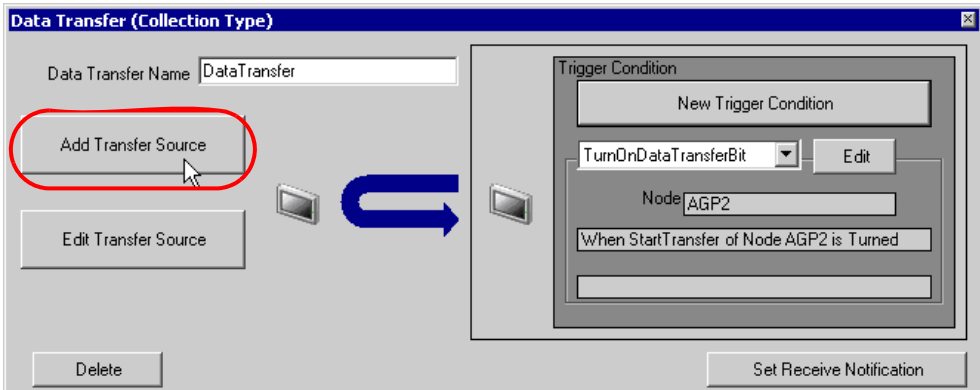 Data Transfer (Collection Type)
Data Transfer Name DataTransfer
Add Transfer Source
Edit Transfer Source
Delete
Trigger Condition
New Trigger Condition
TurnOnDataTransferBit Edit
Node AGP2
When StartTransfer of Node AGP2 is Turned
Set Receive Notification